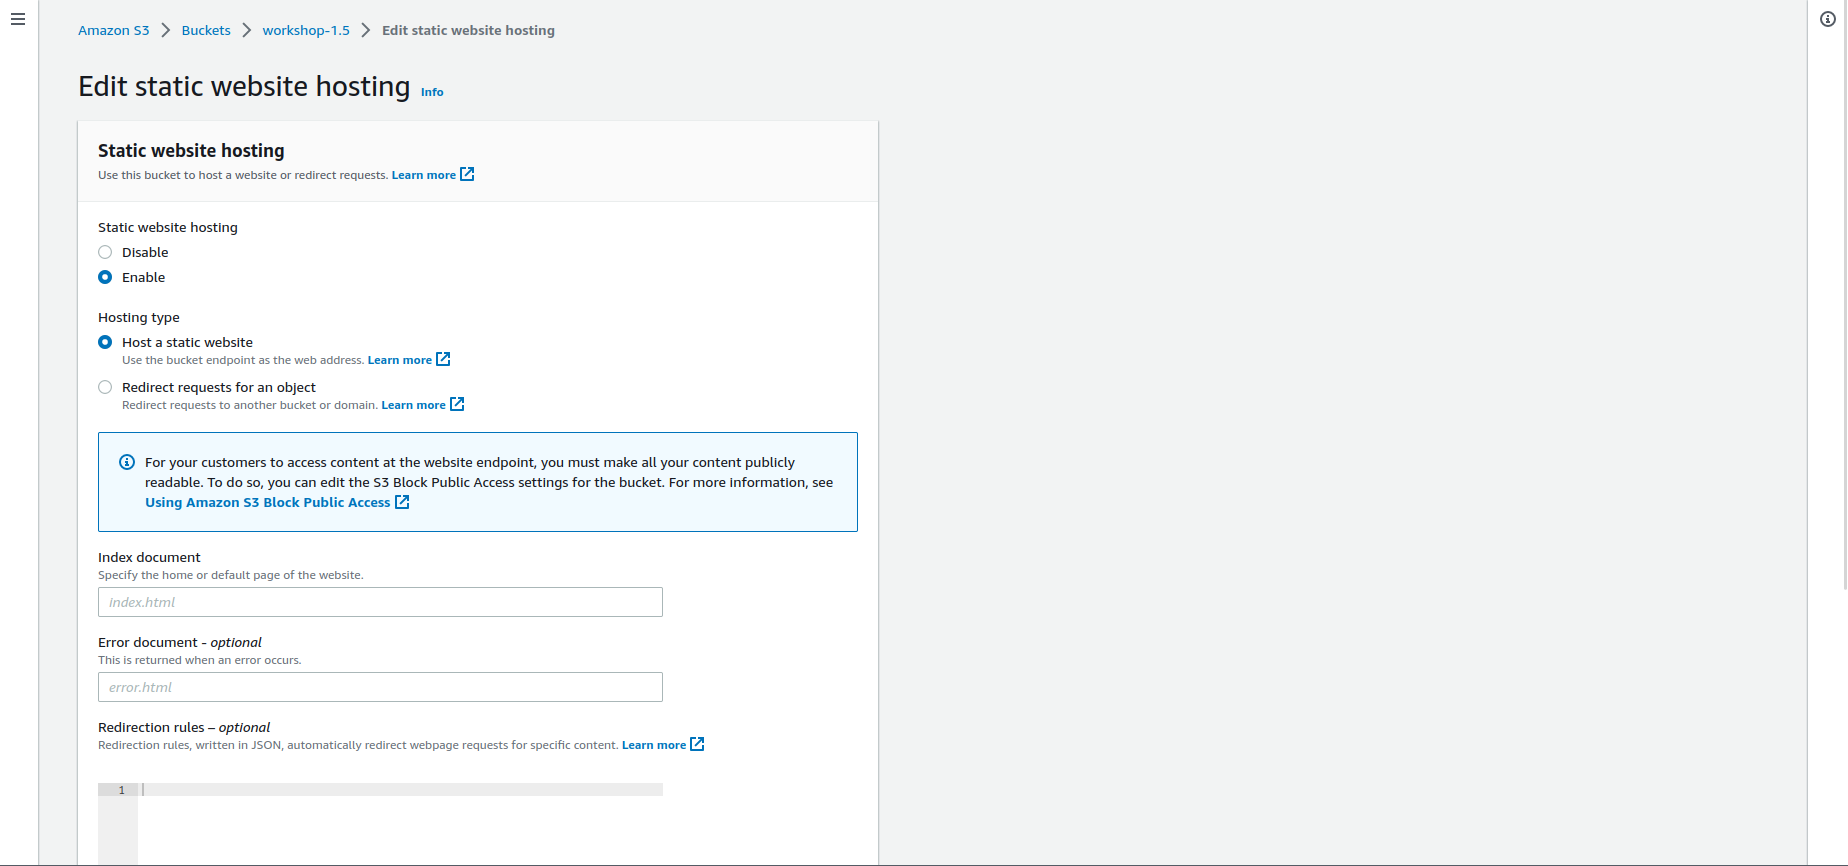 Amazon S3 > Buckets > workshop-1.5 > Edit static website hosting
Edit static website hosting Info
Static website hosting
Use this bucket to host a website or redirect requests. Learn more
Static website hosting
Disable
Enable
Hosting type
Host a static website
Use the bucket endpoint as the web address. Learn more
Redirect requests for an object
Redirect requests to another bucket or domain. Learn more
For your customers to access content at the website endpoint, you must make all your content publicly
readable. To do so, you can edit the S3 Block Public Access settings for the bucket. For more information, see
Using Amazon S3 Block Public Access
Index document
Specify the home or default page of the website.
index.html
Error document - optional
This is returned when an error occurs.
error.html
Redirection rules – optional
Redirection rules, written in JSON, automatically redirect webpage requests for specific content. Learn more
1